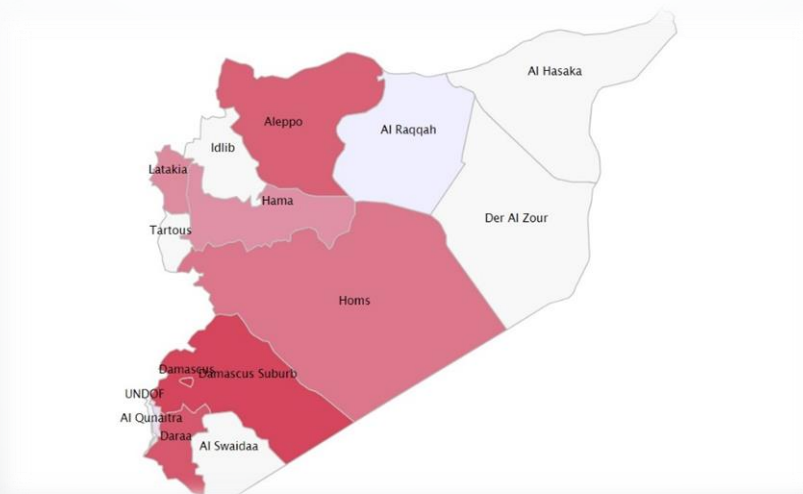 Al Hasaka
Aleppo
Al Raqqah
Idlib
Latakia
Hama
Der Al Zour
Tartous
Homs
Damascus
Damascus Suburb
UNDOF
Al Qunaitra
Daraa
Al Swaidaa